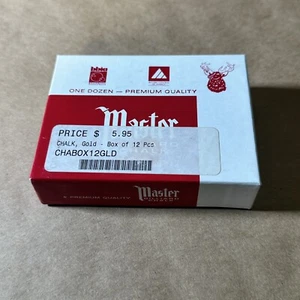 ONE DOZEN — PREMIUM QUALITY
Master
PRICE $ 5.95
CHALK, Gold - Box of 12 Pcs
CHABOX12GLD
Master